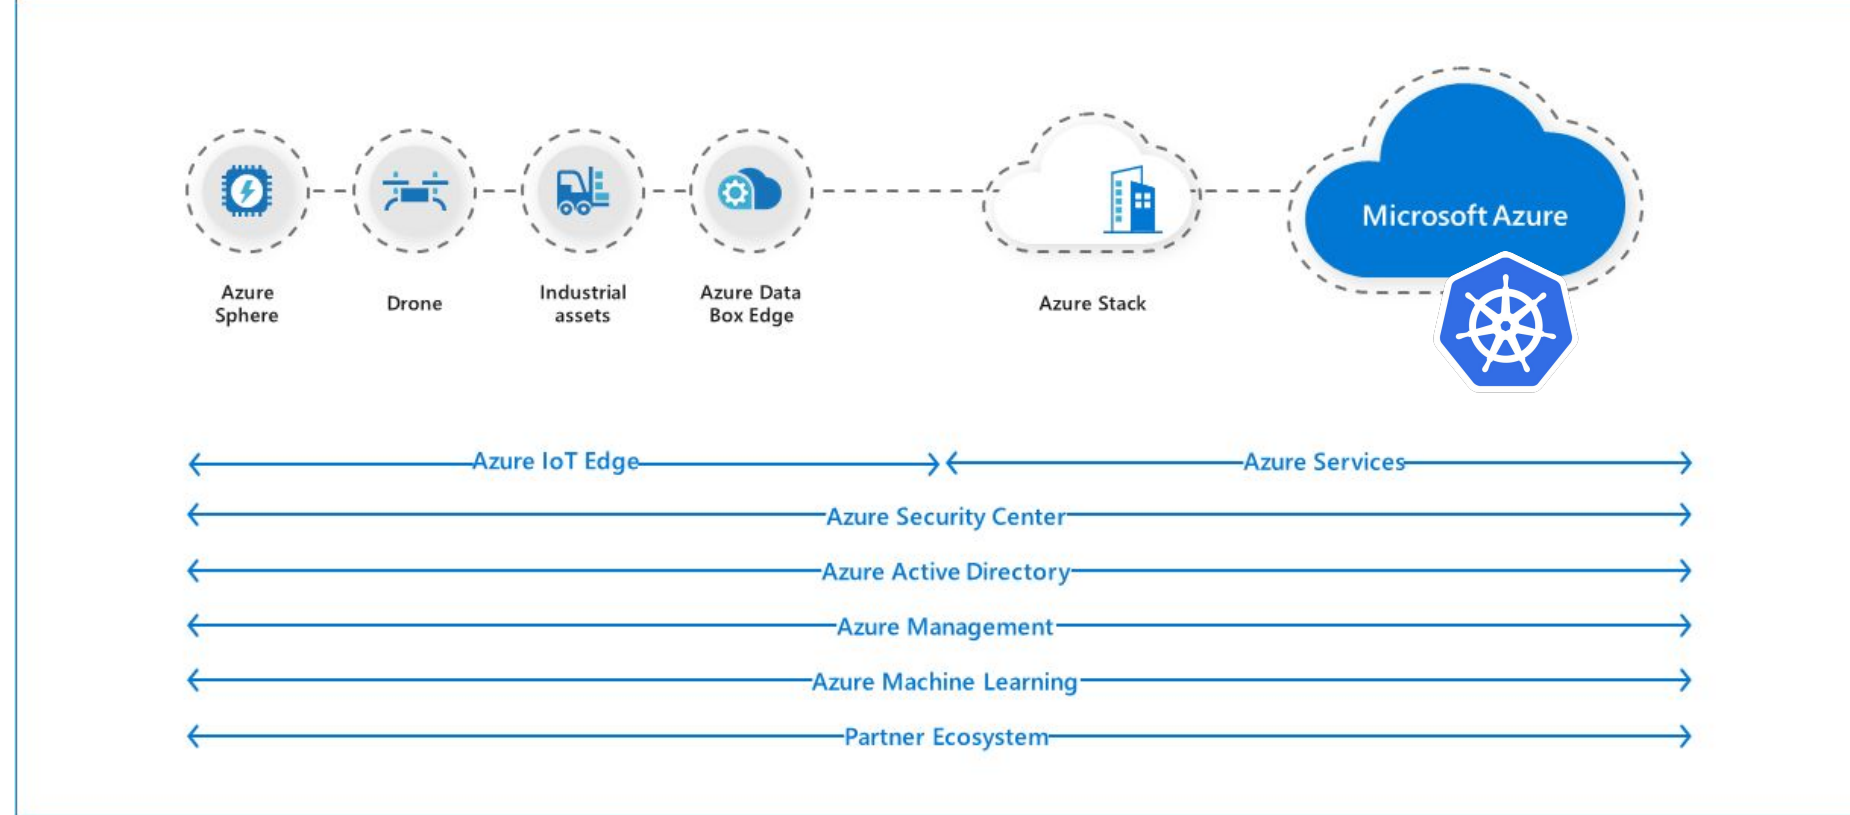 Microsoft Azure
Azure
Sphere
Drone
Industrial
assets
Azure Data
Box Edge
Azure Stack
Azure IoT Edge
Azure Services
Azure Security Center
Azure Active Directory
Azure Management
Azure Machine Learning
Partner Ecosystem